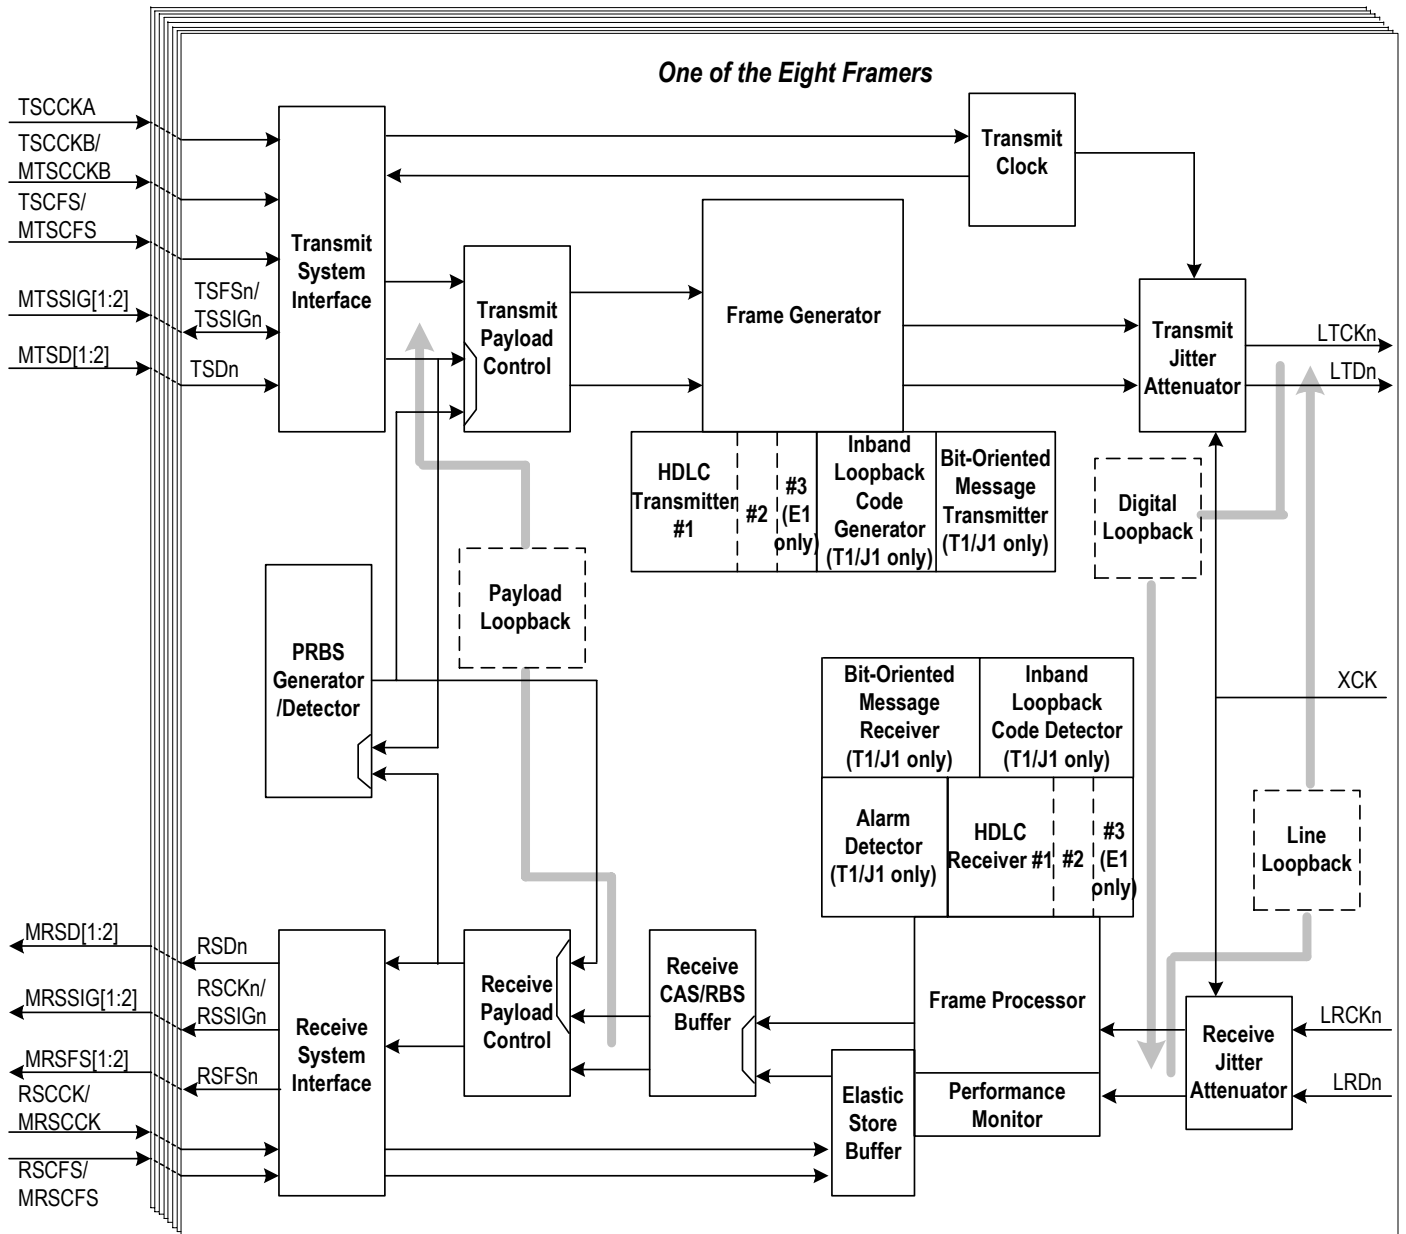 One of the Eight Framers
TSCCKA
TSCCKB/
MTSCCKB
TSCFS/
MTSCFS
MTSSIG[1:2]
MTSD[1:2]
TSFSn/
TSSIGn
TSDn
Transmit
System
Interface
Transmit
Payload
Control
Frame Generator
Transmit
Clock
Transmit
Jitter
Attenuator
LTCKn
LTDn
HDLC
Transmitter
#1
#2
#3
(E1
only)
Inband
Loopback
Code
Generator
(T1/J1 only)
Bit-Oriented
Message
Transmitter
(T1/J1 only)
Digital
Loopback
Payload
Loopback
PRBS
Generator
/Detector
XCK
Bit-Oriented
Message
Receiver
(T1/J1 only)
Inband
Loopback
Code Detector
(T1/J1 only)
Alarm
Detector
(T1/J1 only)
HDLC
Receiver #1
#2
#3
(E1
only)
Line
Loopback
MRSD[1:2]
MRSSIG[1:2]
MRSFS[1:2]
RSCCK/
MRSCCK
RSCFS/
MRSCFS
RSDn
RSCKn/
RSSIGn
RSFSn
Receive
System
Interface
Receive
Payload
Control
Receive
CAS/RBS
Buffer
Elastic
Store
Buffer
Frame Processor
Performance
Monitor
Receive
Jitter
Attenuator
LRCKn
LRDn